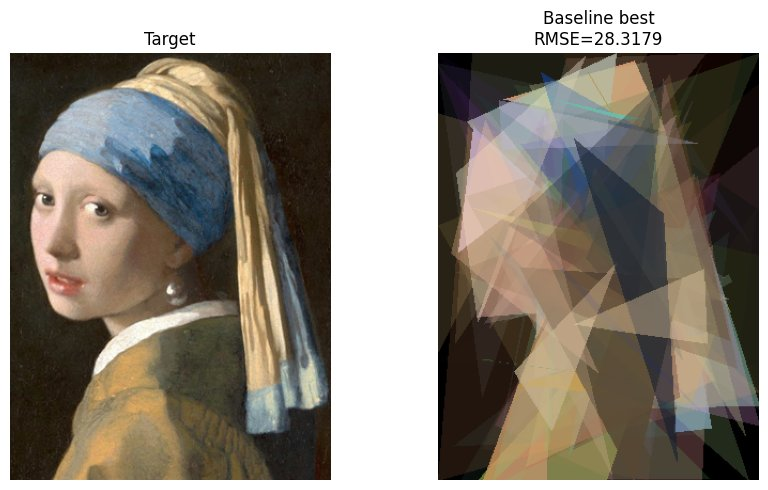 Target
Baseline best
RMSE=28.3179